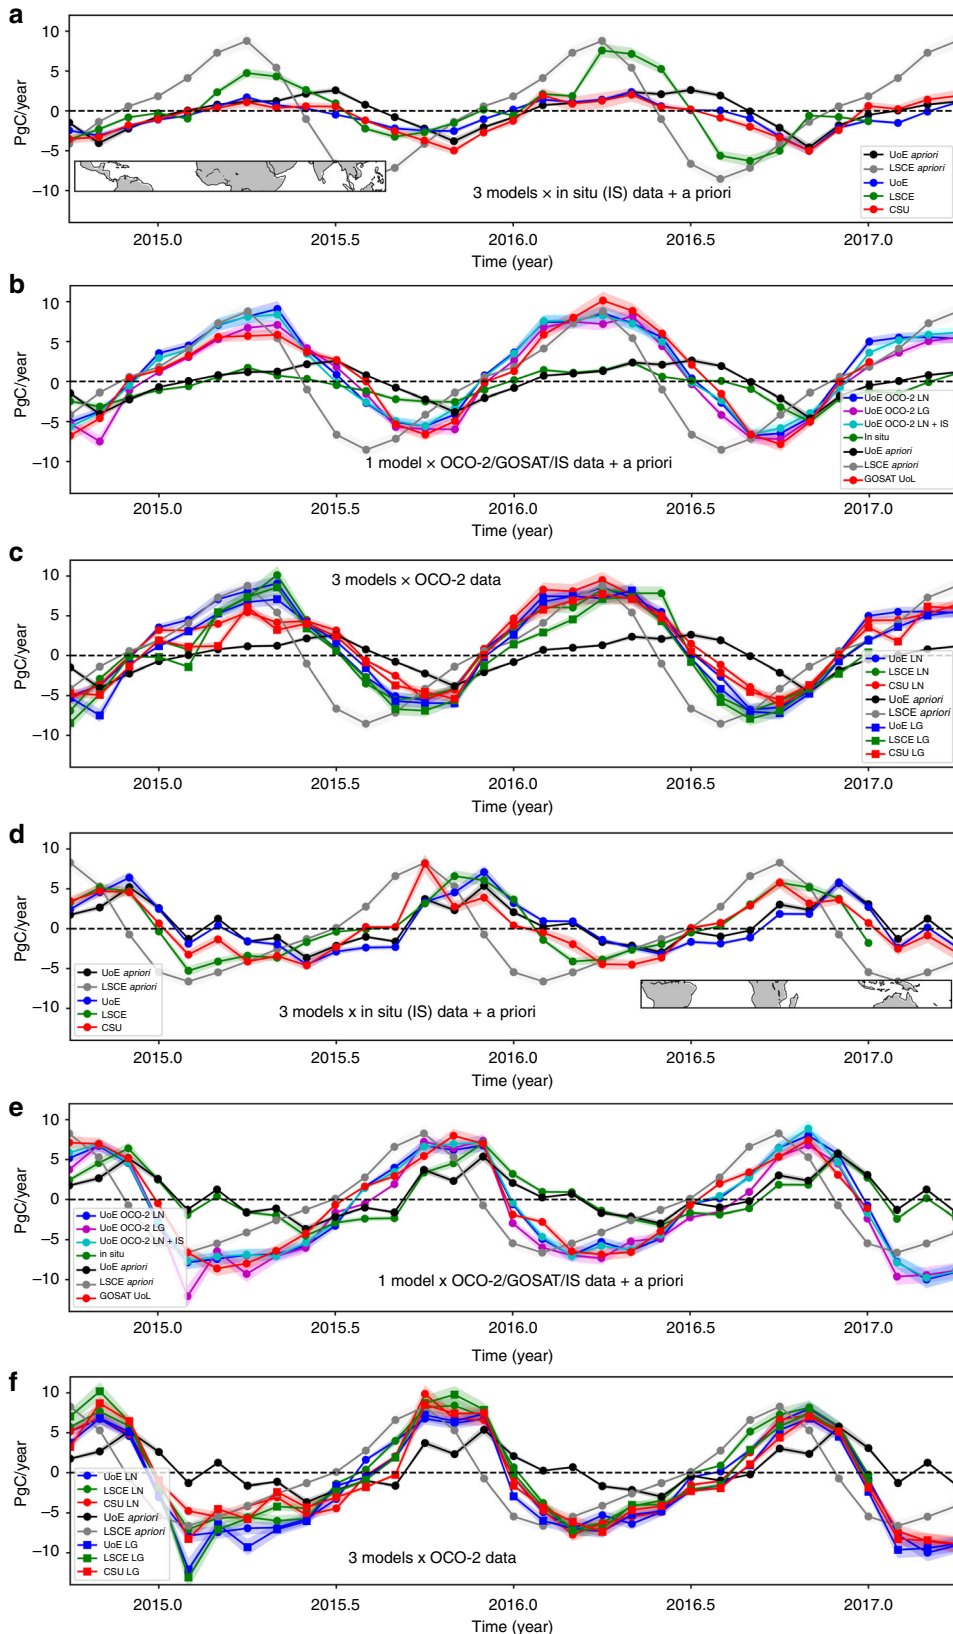 a
PgC/year
5
0
−5
−10
UoE apriori
LSCE apriori
UoE
LSCE
CSU
3 models × in situ (IS) data + a priori
2015.0
2015.5
2016.0
2016.5
2017.0
Time (year)
b
PgC/year
10
5
0
−5
−10
UoE OCO-2 LN
UoE OCO-2 LG
UoE OCO-2 LN + IS
In situ
UoE apriori
LSCE apriori
GOSAT UoL
1 model × OCO-2/GOSAT/IS data + a priori
2015.0
2015.5
2016.0
2016.5
2017.0
Time (year)
c
3 models × OCO-2 data
PgC/year
10
5
0
−5
−10
UoE LN
LSCE LN
CSU LN
UoE apriori
LSCE apriori
UoE LG
LSCE LG
CSU LG
2015.0
2015.5
2016.0
2016.5
2017.0
Time (year)
d
PgC/year
10
5
0
−5
−10
UoE apriori
LSCE apriori
UoE
LSCE
CSU
3 models x in situ (IS) data + a priori
2015.0
2015.5
2016.0
2016.5
2017.0
Time (year)
e
PgC/year
10
5
0
−5
−10
UoE OCO-2 LN
UoE OCO-2 LG
UoE OCO-2 LN + IS
in situ
UoE apriori
LSCE apriori
GOSAT UoL
1 model x OCO-2/GOSAT/IS data + a priori
2015.0
2015.5
2016.0
2016.5
2017.0
Time (year)
f
PgC/year
10
5
0
−5
−10
UoE LN
LSCE LN
CSU LN
UoE apriori
LSCE apriori
UoE LG
LSCE LG
CSU LG
3 models x OCO-2 data
2015.0
2015.5
2016.0
2016.5
2017.0
Time (year)